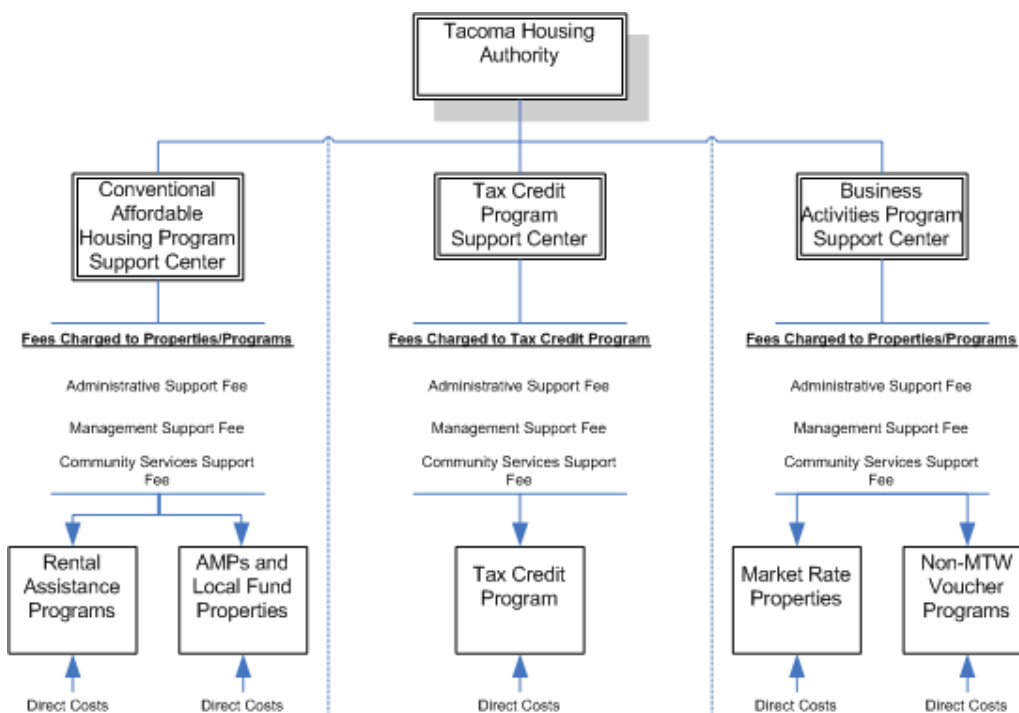 Tacoma Housing
Authority
Conventional
Affordable
Housing Program
Support Center
Tax Credit
Program
Support Center
Business
Activities Program
Support Center
Fees Charged to Properties/Programs
Fees Charged to Tax Credit Program
Fees Charged to Properties/Programs
Administrative Support Fee
Administrative Support Fee
Administrative Support Fee
Management Support Fee
Management Support Fee
Management Support Fee
Community Services Support
Fee
Community Services Support
Fee
Community Services Support
Fee
Rental
Assistance
Programs
AMPs and
Local Fund
Properties
Tax Credit
Program
Market Rate
Properties
Non-MTW
Voucher
Programs
Direct Costs
Direct Costs
Direct Costs
Direct Costs
Direct Costs